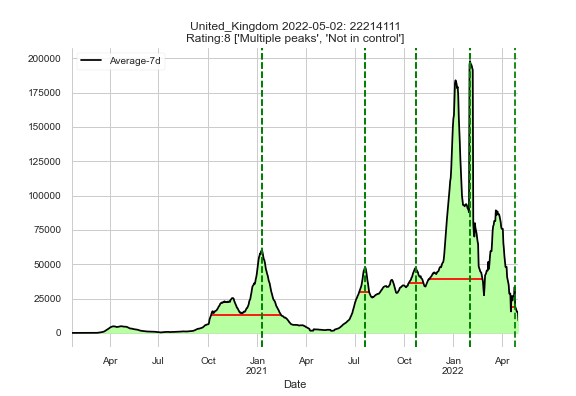 United_Kingdom 2022-05-02: 22214111
Rating:8 ['Multiple peaks', 'Not in control']
Average-7d
200000
175000
150000
125000
100000
75000
50000
25000
0
Apr Jul Oct Jan Apr Jul Oct Jan Apr
2021 2022
Date